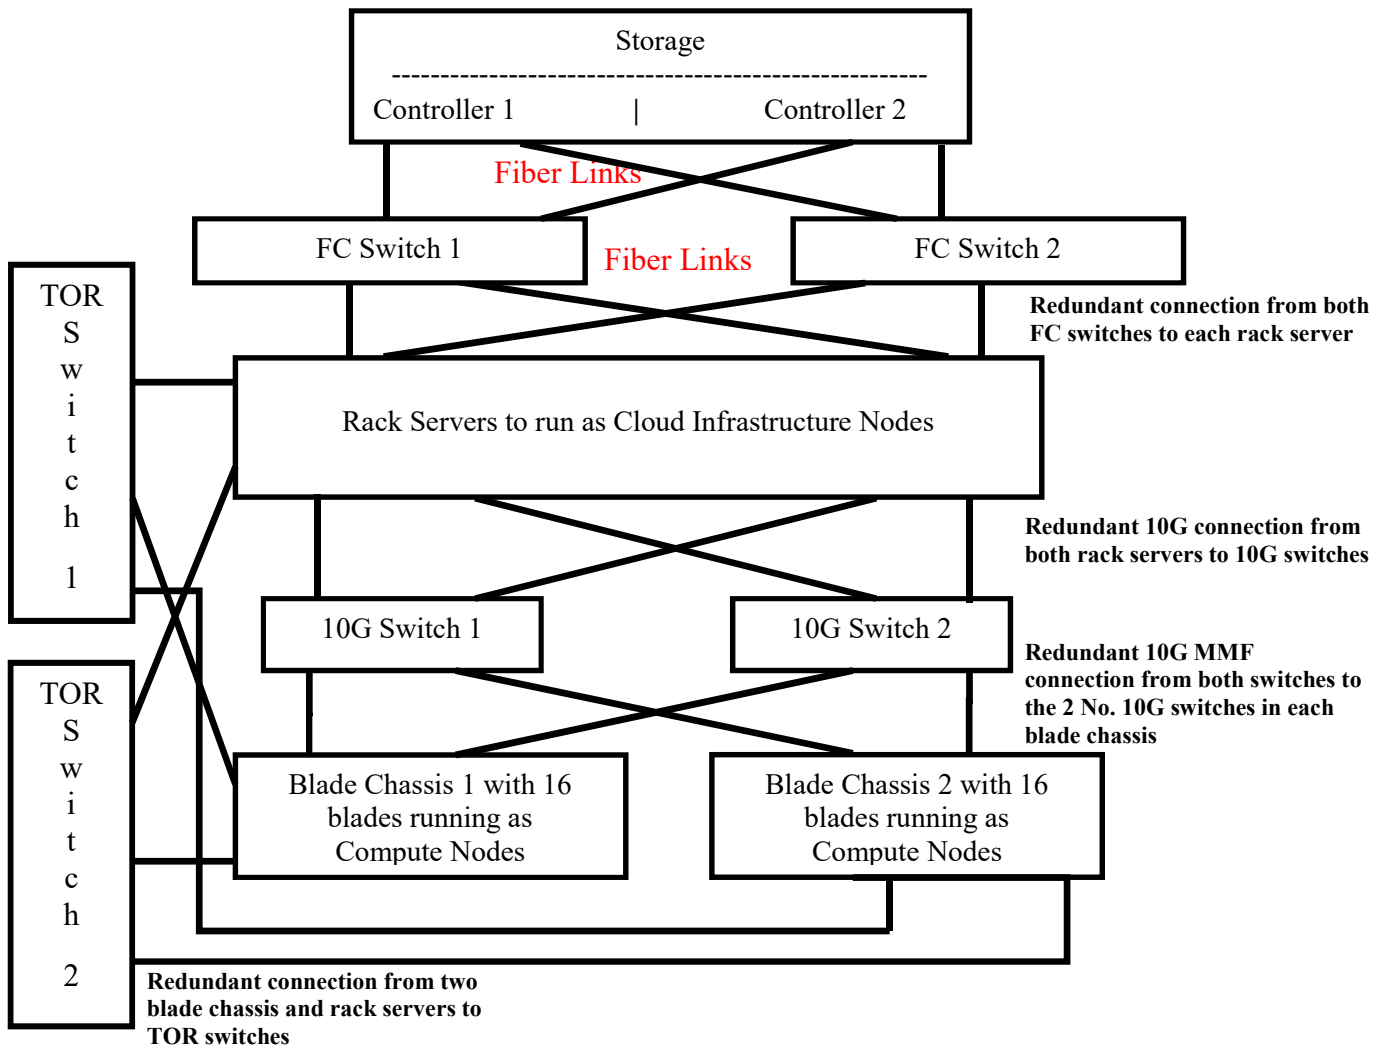 Storage
-------------------------------------------------------
Controller 1 | Controller 2
Fiber Links
FC Switch 1
Fiber Links
FC Switch 2
Redundant connection from both
FC switches to each rack server
TOR
S
w
i
t
c
h
1
Rack Servers to run as Cloud Infrastructure Nodes
Redundant 10G connection from
both rack servers to 10G switches
10G Switch 1
10G Switch 2
Redundant 10G MMF
connection from both switches to
the 2 No. 10G switches in each
blade chassis
TOR
S
w
i
t
c
h
2
Blade Chassis 1 with 16
blades running as
Compute Nodes
Blade Chassis 2 with 16
blades running as
Compute Nodes
Redundant connection from two
blade chassis and rack servers to
TOR switches